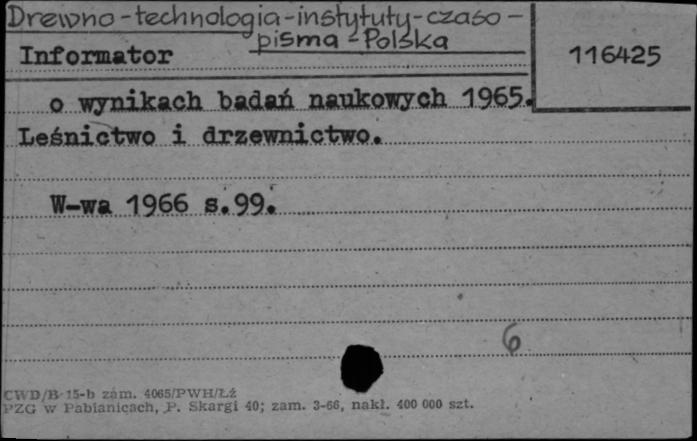 Drewno-technologia-instytuty-czaso-
pisma-Polska
Informator
116425
o wynikach badań naukowych 1965.
Leśnictwo i drzewnictwo.
W-wa 1966 s.99.
6
CWD/B-15-b zam. 4065/PWH/Łź
PZG w Pabianicach, P. Skargi 40; zam. 3-66, nakł. 400 000 szt.